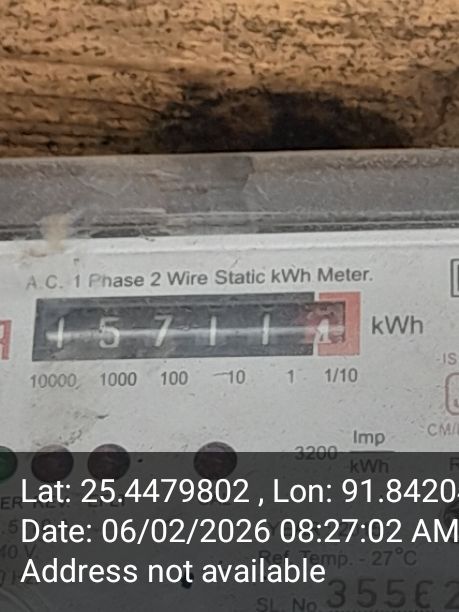 A.C. 1 Phase 2 Wire Static kWh Meter.
1 5 7 1 1 kWh
10000 1000 100 10 1 1/10
3200 Imp
kWh
Lat: 25.4479802 , Lon: 91.8420
Date: 06/02/2026 08:27:02 AM
Ref. Temp. - 27°C
Address not available
SL. No 355